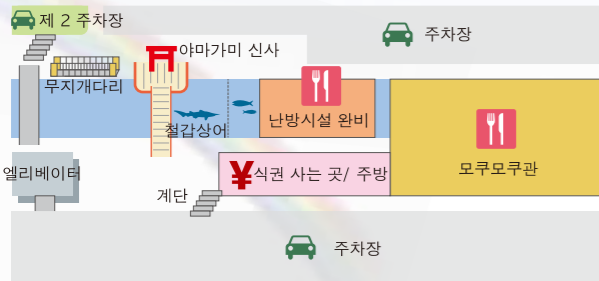 제 2 주차장
야마가미 신사
주차장
무지개다리
철갑상어
난방시설 완비
모쿠모쿠관
엘리베이터
¥ 식권 사는 곳/ 주방
계단
주차장